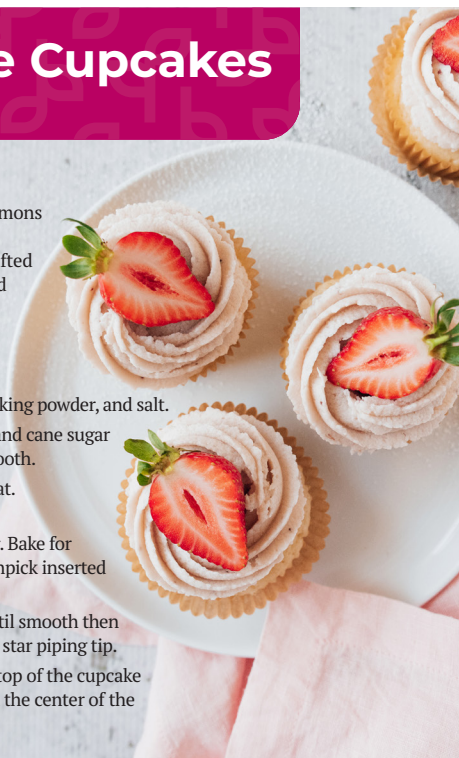 e Cupcakes
mons
fted
d
king powder, and salt.
and cane sugar
ooth.
at.
. Bake for
npick inserted
til smooth then
star piping tip.
top of the cupcake
the center of the